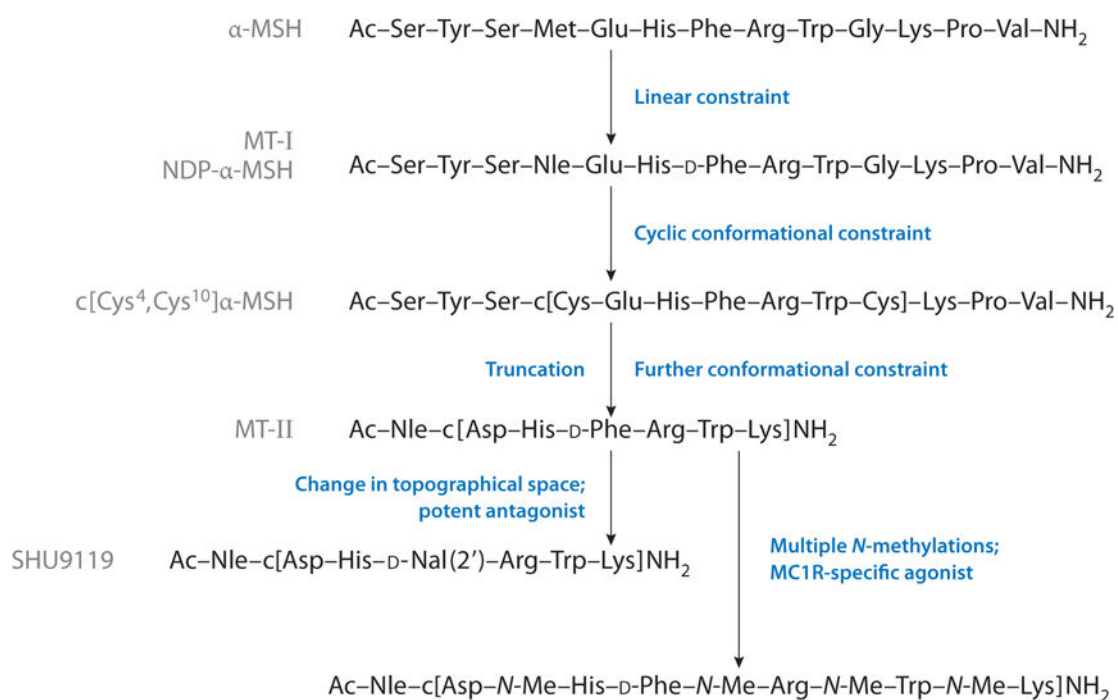 α-MSH Ac–Ser–Tyr–Ser–Met–Glu–His–Phe–Arg–Trp–Gly–Lys–Pro–Val–NH₂
Linear constraint
MT-I
NDP-α-MSH Ac–Ser–Tyr–Ser–Nle–Glu–His–D-Phe–Arg–Trp–Gly–Lys–Pro–Val–NH₂
Cyclic conformational constraint
c[Cys⁴,Cys¹⁰]α-MSH Ac–Ser–Tyr–Ser–c[Cys–Glu–His–Phe–Arg–Trp–Cys]–Lys–Pro–Val–NH₂
Truncation Further conformational constraint
MT-II Ac–Nle–c[Asp–His–D-Phe–Arg–Trp–Lys]NH₂
Change in topographical space;
potent antagonist
SHU9119 Ac–Nle–c[Asp–His–D-Nal(2′)–Arg–Trp–Lys]NH₂
Multiple N-methylations;
MC1R-specific agonist
Ac–Nle–c[Asp–N-Me–His–D-Phe–N-Me–Arg–N-Me–Trp–N-Me–Lys]NH₂